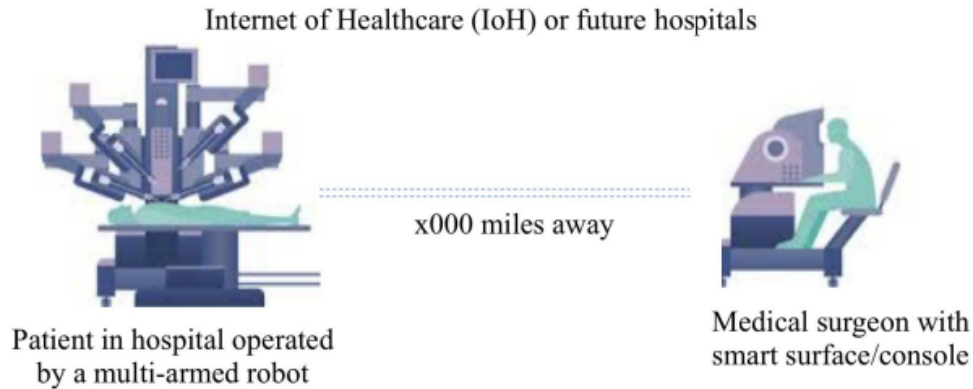 Internet of Healthcare (IoH) or future hospitals
x000 miles away
Patient in hospital operated
by a multi-armed robot
Medical surgeon with
smart surface/console